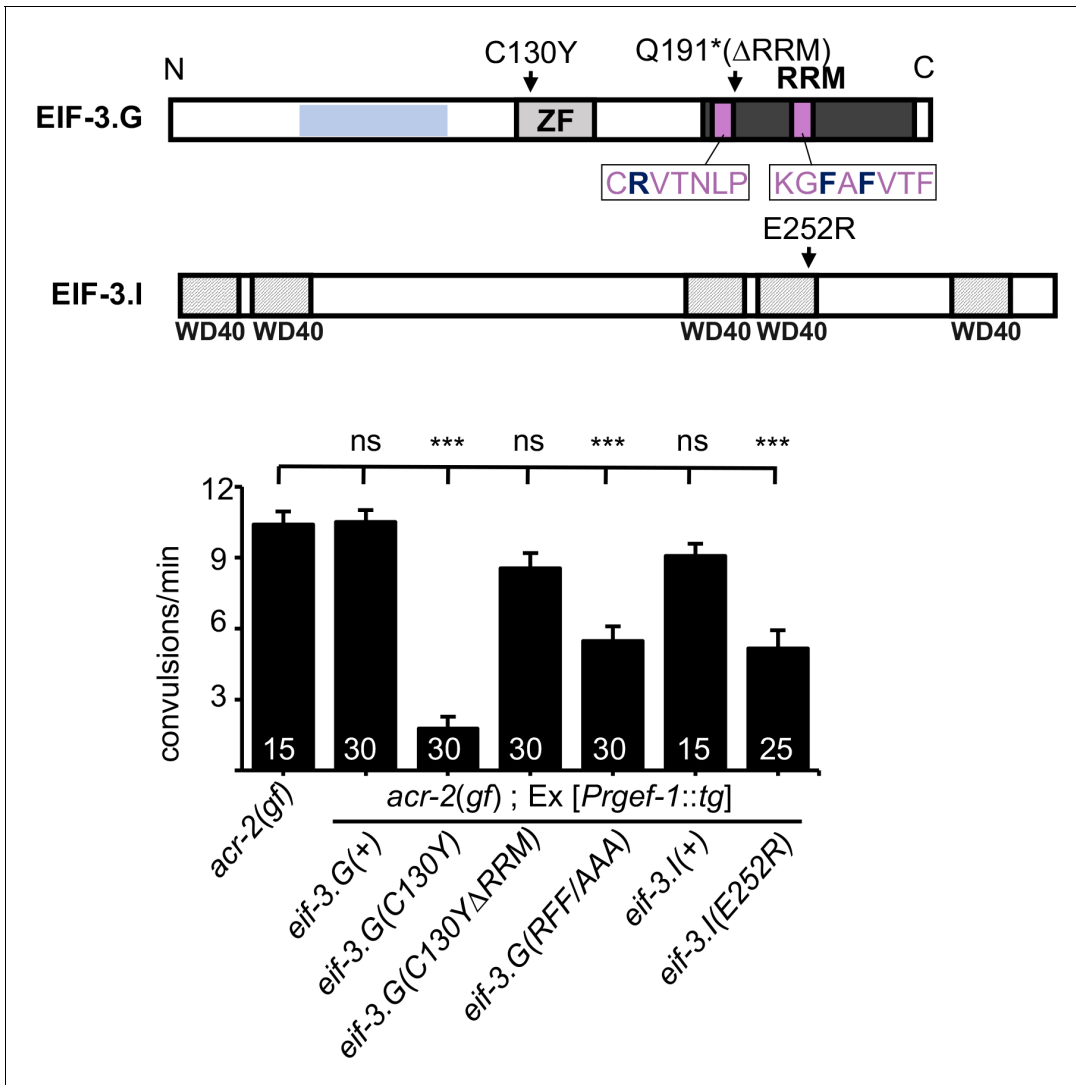 N
C130Y
Q191*(ΔRRM)
RRM
C
EIF-3.G
ZF
CRVTNLP
KGFAFVTF
E252R
EIF-3.I
WD40 WD40 WD40 WD40 WD40
ns *** ns *** ns ***
convulsions/min
12
9
6
3
15 30 30 30 30 15 25
acr-2(gf)
acr-2(gf) ; Ex [Prgef-1::tg]
eif-3.G(+)
eif-3.G(C130Y)
eif-3.G(C130YΔRRM)
eif-3.G(RFF/AAA)
eif-3.I(+)
eif-3.I(E252R)